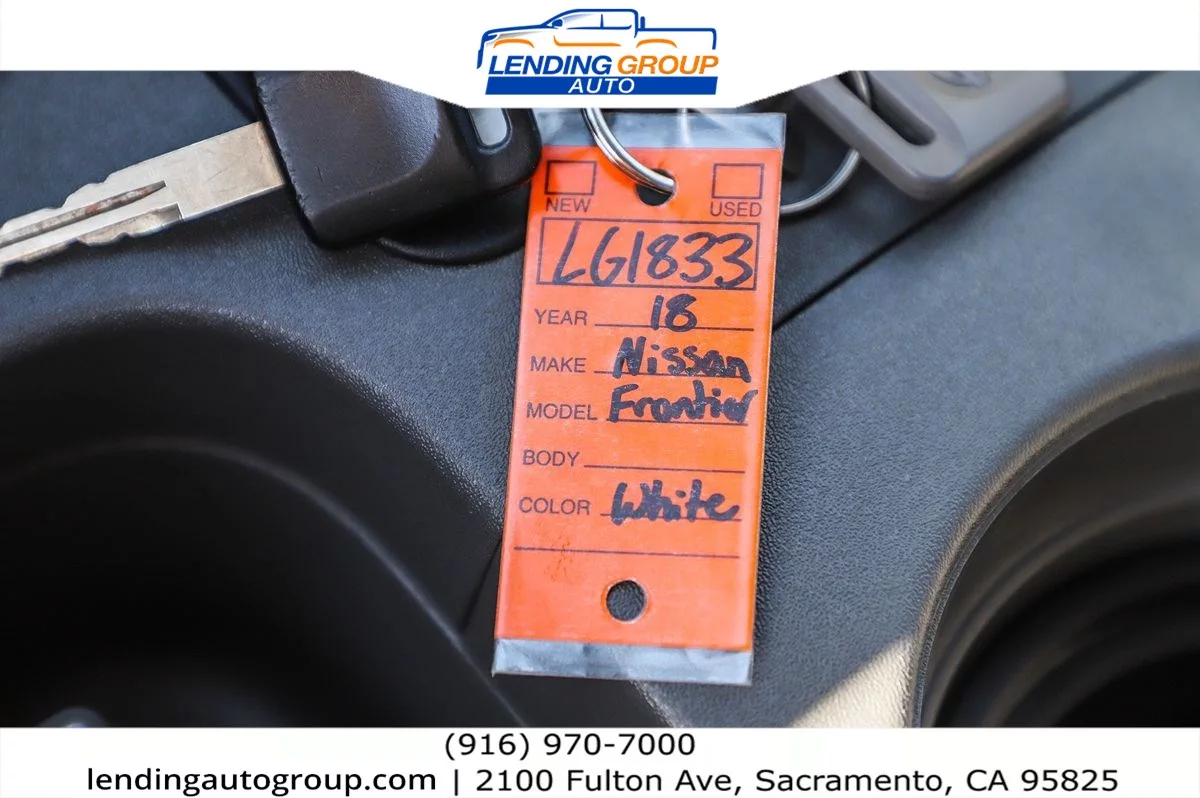 LENDING GROUP
AUTO
NEW USED
LG1833
YEAR 18
MAKE Nissan
MODEL Frontier
BODY
COLOR White
(916) 970-7000
lendingautogroup.com | 2100 Fulton Ave, Sacramento, CA 95825